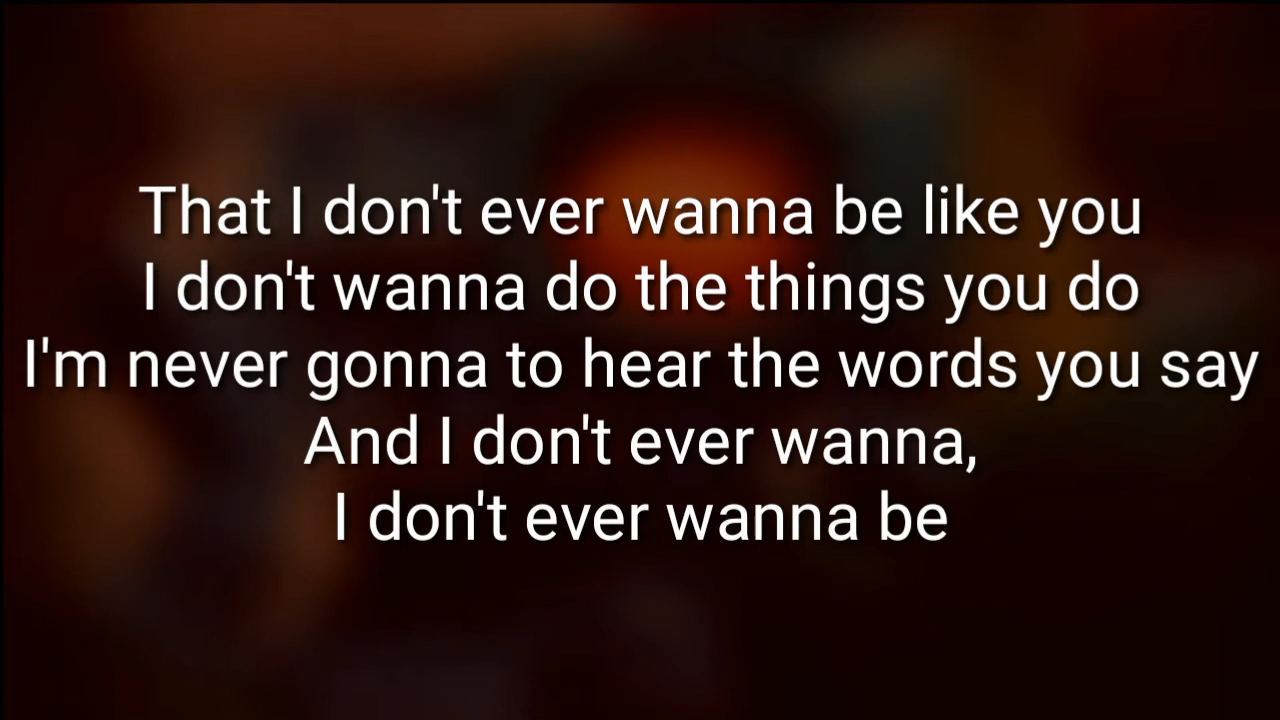 That I don't ever wanna be like you
I don't wanna do the things you do
I'm never gonna to hear the words you say
And I don't ever wanna,
I don't ever wanna be